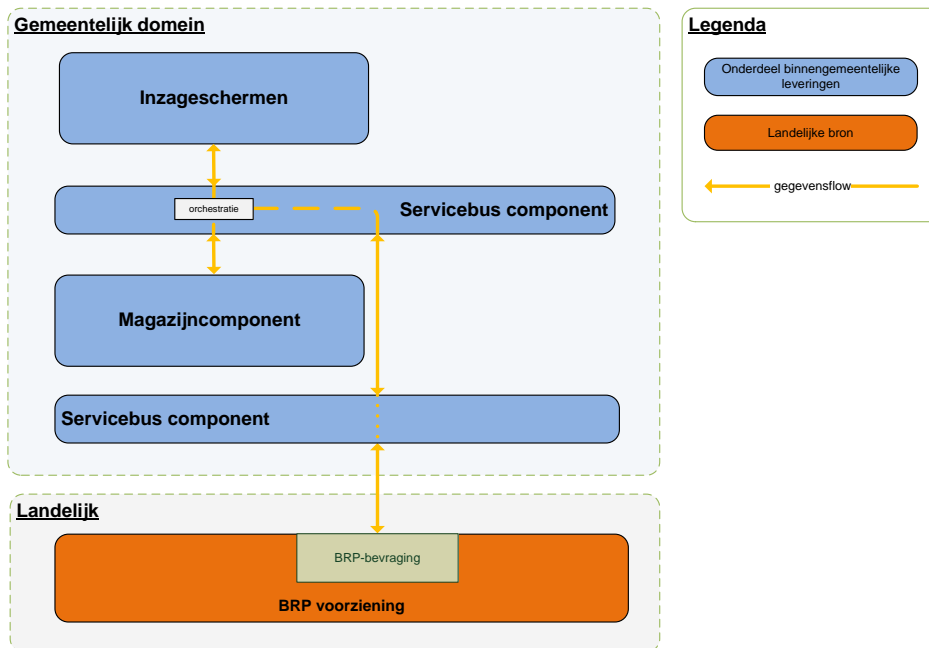 Gemeentelijk domein
Inzageschermen
orchestratie
Servicebus component
Magazijncomponent
Servicebus component
Landelijk
BRP-bevraging
BRP voorziening
Legenda
Onderdeel binnengemeentelijke
leveringen
Landelijke bron
gegevensflow